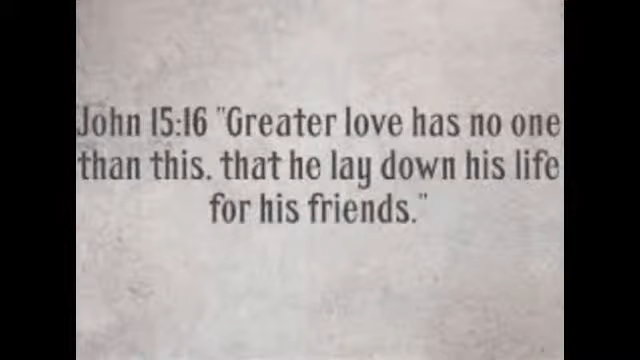 John 15:16 "Greater love has no one
than this, that he lay down his life
for his friends."